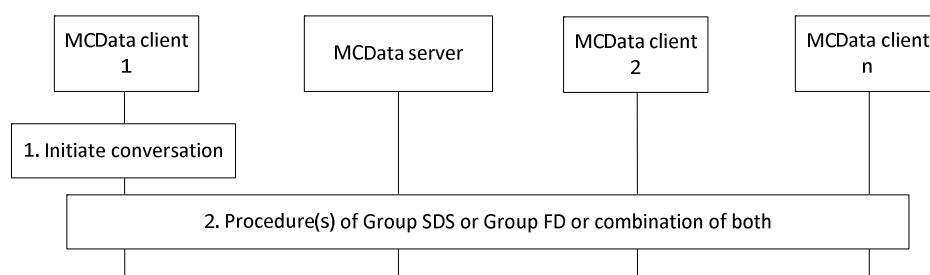 MCData client
1
MCData server
MCData client
2
MCData client
n
1. Initiate conversation
2. Procedure(s) of Group SDS or Group FD or combination of both